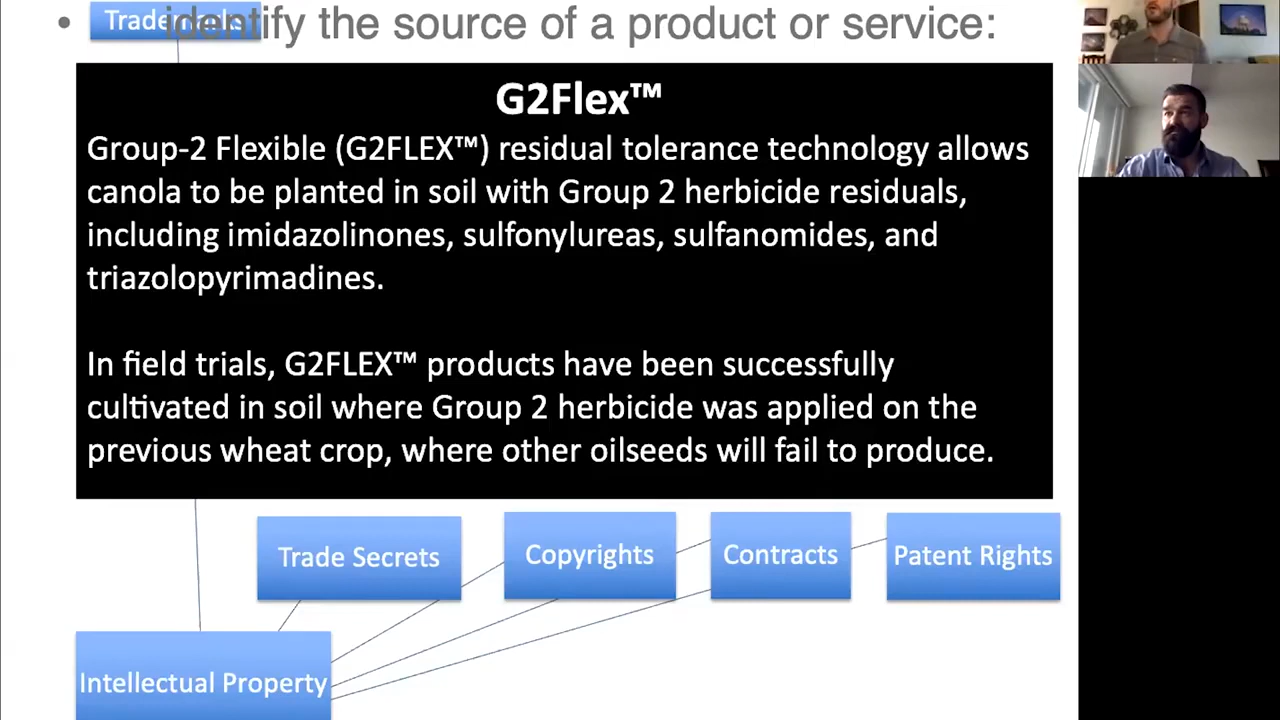 Trademarks
• identify the source of a product or service:
G2Flex™
Group-2 Flexible (G2FLEX™) residual tolerance technology allows
canola to be planted in soil with Group 2 herbicide residuals,
including imidazolinones, sulfonylureas, sulfanomides, and
triazolopyrimadines.
In field trials, G2FLEX™ products have been successfully
cultivated in soil where Group 2 herbicide was applied on the
previous wheat crop, where other oilseeds will fail to produce.
Trade Secrets
Copyrights
Contracts
Patent Rights
Intellectual Property